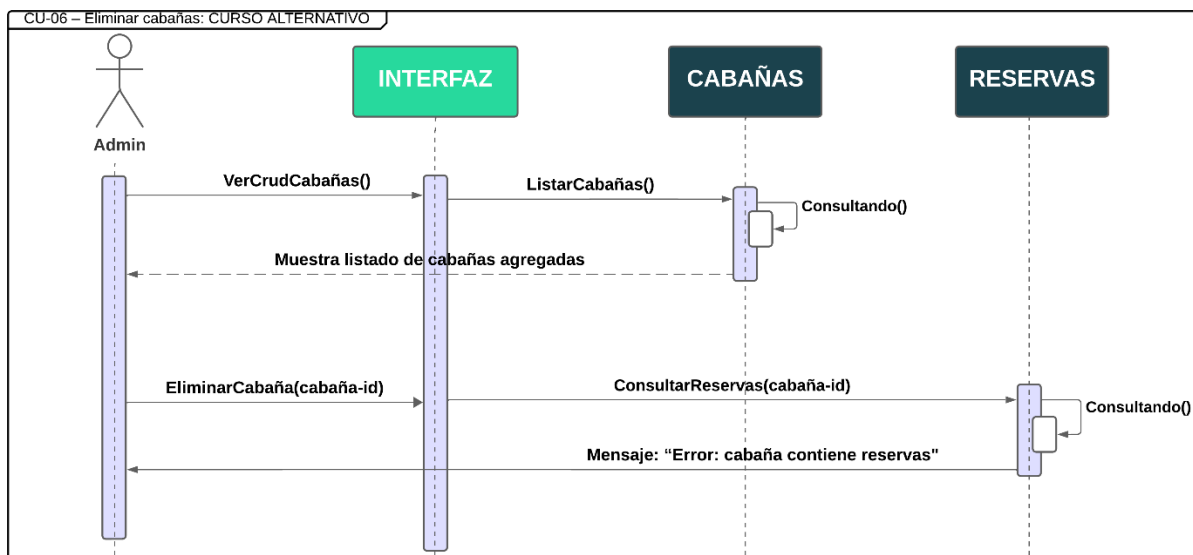 CU-06 – Eliminar cabañas: CURSO ALTERNATIVO
INTERFAZ
CABAÑAS
RESERVAS
Admin
VerCrudCabañas()
ListarCabañas()
Consultando()
Muestra listado de cabañas agregadas
EliminarCabaña(cabaña-id)
ConsultarReservas(cabaña-id)
Consultando()
Mensaje: “Error: cabaña contiene reservas"